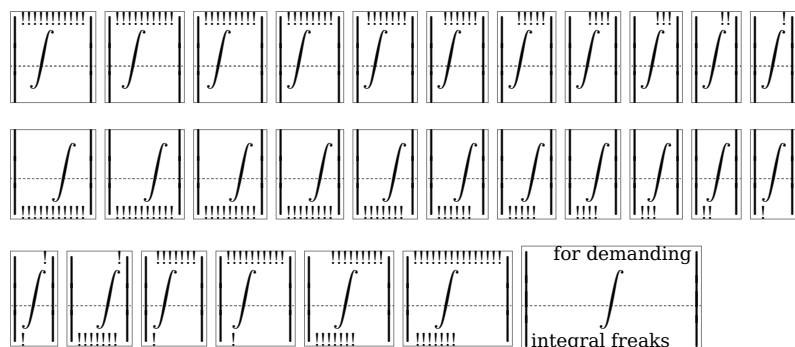 !!!!!!!!!!! !!!!!!!!!! !!!!!!!!! !!!!!!!! !!!!!!! !!!!!! !!!!! !!!! !!! !! !
∫ ∫ ∫ ∫ ∫ ∫ ∫ ∫ ∫ ∫ ∫
∫ ∫ ∫ ∫ ∫ ∫ ∫ ∫ ∫ ∫ ∫
!!!!!!!!!!! !!!!!!!!!! !!!!!!!!! !!!!!!!! !!!!!!! !!!!!! !!!!! !!!! !!! !! !
! ! !!!!!!! !!!!!!!!!! !!!!!!!!! !!!!!!!!!!!!!!! for demanding
∫ ∫ ∫ ∫ ∫ ∫ ∫
! !!!!!!! ! ! !!!!!!! !!!!!!! integral freaks